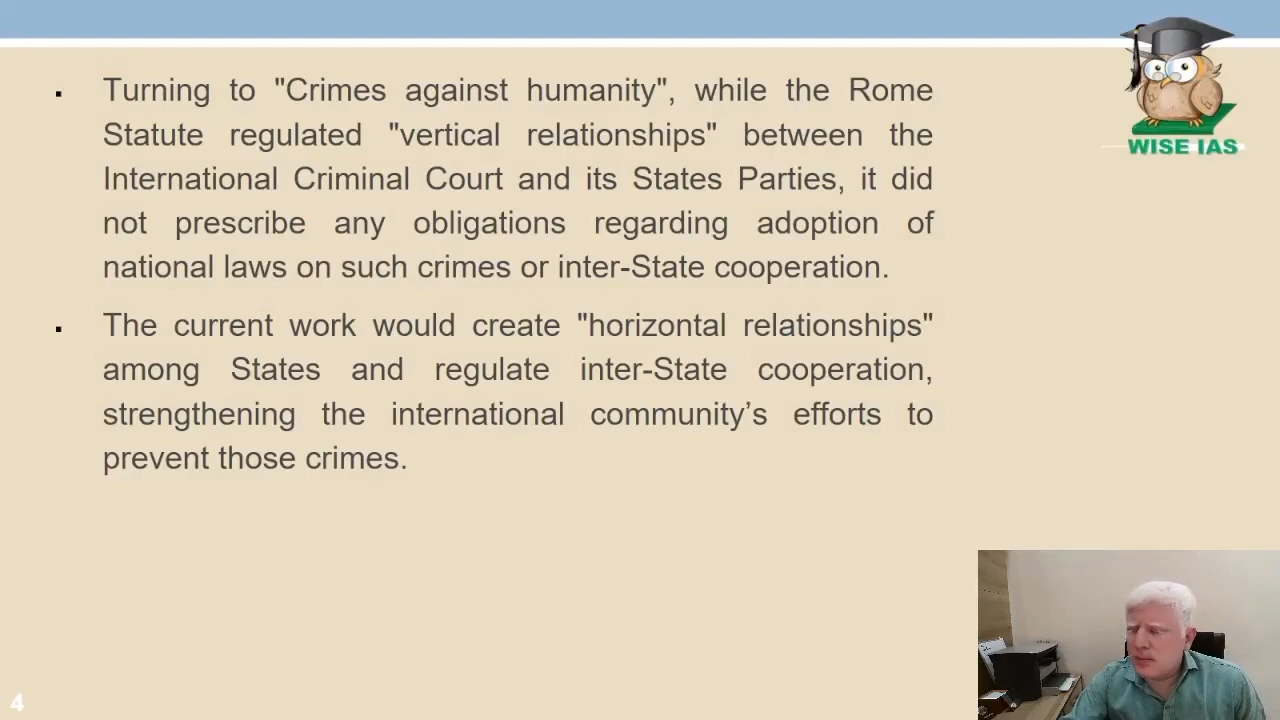 Turning to "Crimes against humanity", while the Rome
Statute regulated "vertical relationships" between the
International Criminal Court and its States Parties, it did
not prescribe any obligations regarding adoption of
national laws on such crimes or inter-State cooperation.
The current work would create "horizontal relationships"
among States and regulate inter-State cooperation,
strengthening the international community’s efforts to
prevent those crimes.
WISE IAS
4